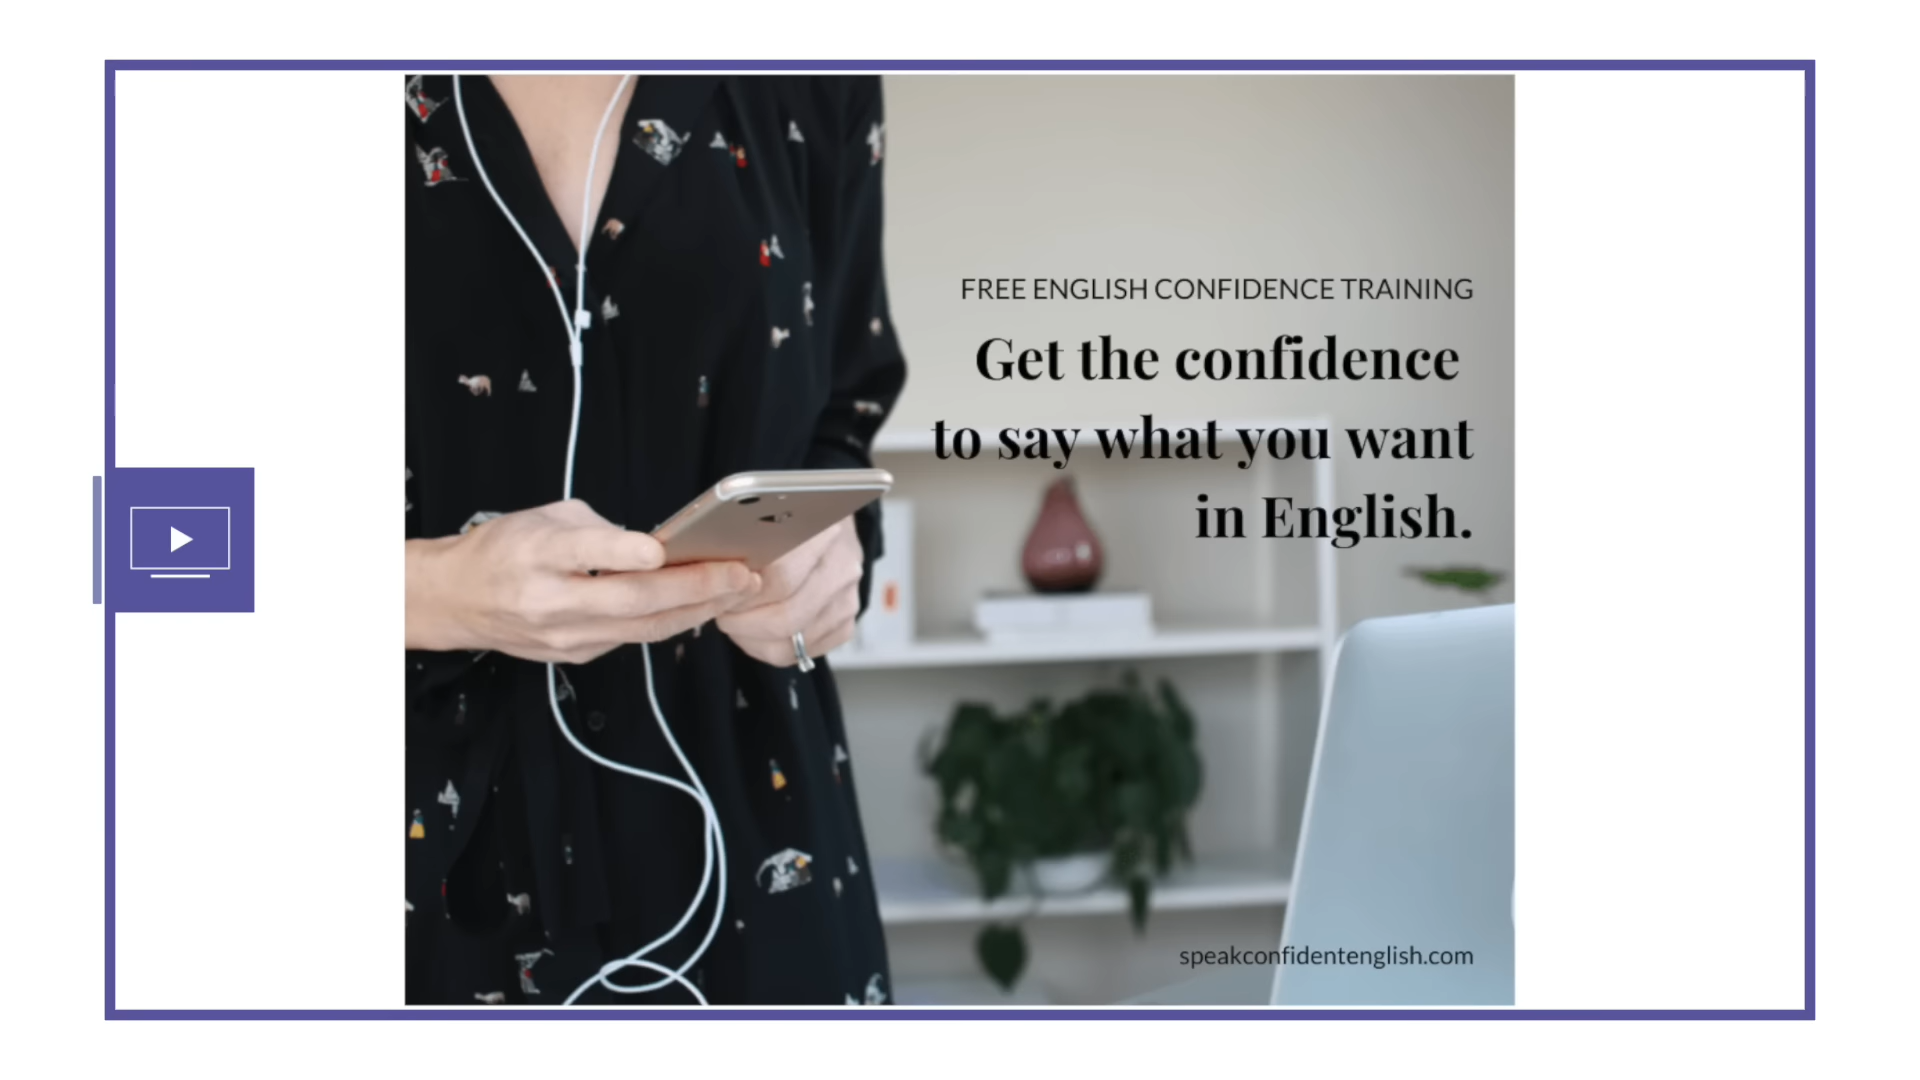 FREE ENGLISH CONFIDENCE TRAINING
Get the confidence
to say what you want
in English.
speakconfidentenglish.com